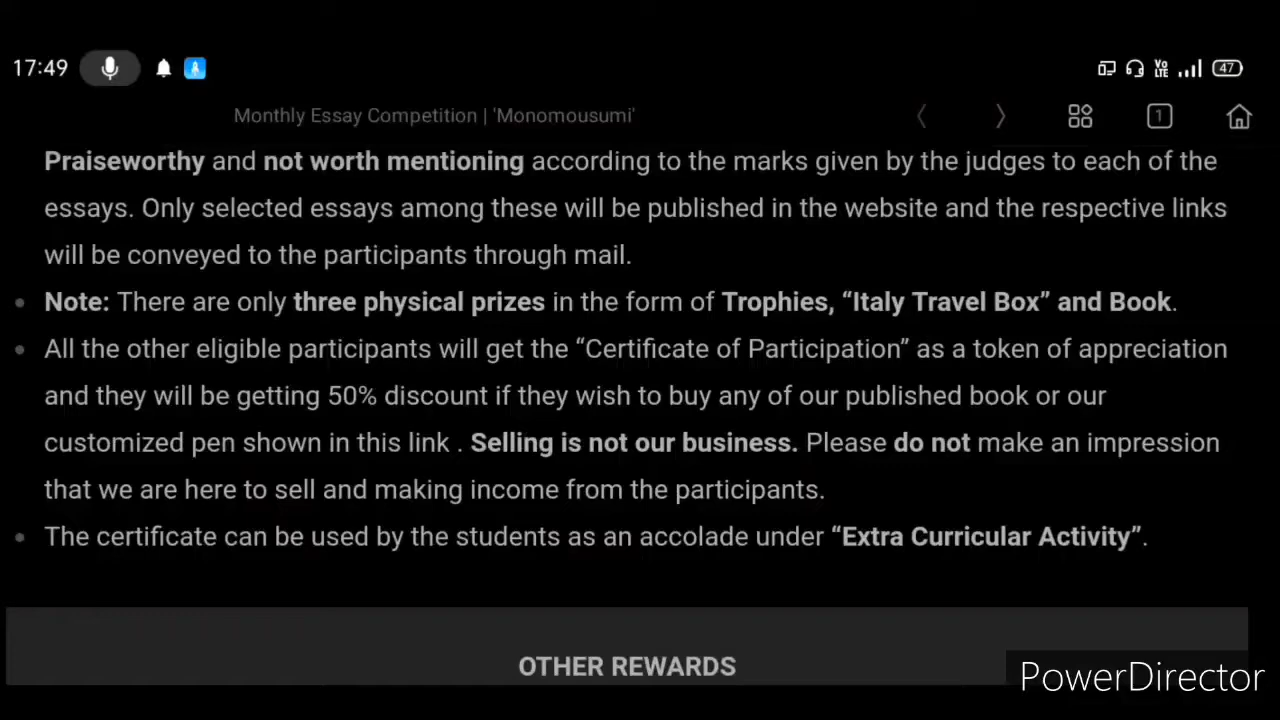 17:49
Vo LTE
47
Monthly Essay Competition | 'Monomousumi'
1
Praiseworthy and not worth mentioning according to the marks given by the judges to each of the
essays. Only selected essays among these will be published in the website and the respective links
will be conveyed to the participants through mail.
• Note: There are only three physical prizes in the form of Trophies, “Italy Travel Box” and Book.
• All the other eligible participants will get the “Certificate of Participation” as a token of appreciation
and they will be getting 50% discount if they wish to buy any of our published book or our
customized pen shown in this link . Selling is not our business. Please do not make an impression
that we are here to sell and making income from the participants.
• The certificate can be used by the students as an accolade under “Extra Curricular Activity”.
OTHER REWARDS
PowerDirector